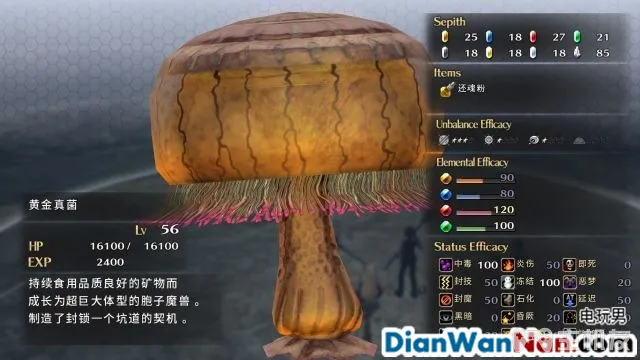 Sepith
25 18 27 21
18 18 18 85
Items
还魂粉
Unbalance Efficacy
Elemental Efficacy
90
80
120
100
Status Efficacy
中毒 100 炎伤 50 即死 0
封技 50 冻结 100 恶梦 20
封魔 50 石化 0 延迟 50
黑暗 昏厥
黄金真菌
Lv 56
HP 16100/ 16100
EXP 2400
持续食用品质良好的矿物而
成长为超巨大体型的孢子魔兽。
制造了封锁一个坑道的契机。
电玩男
DianWanNan.com